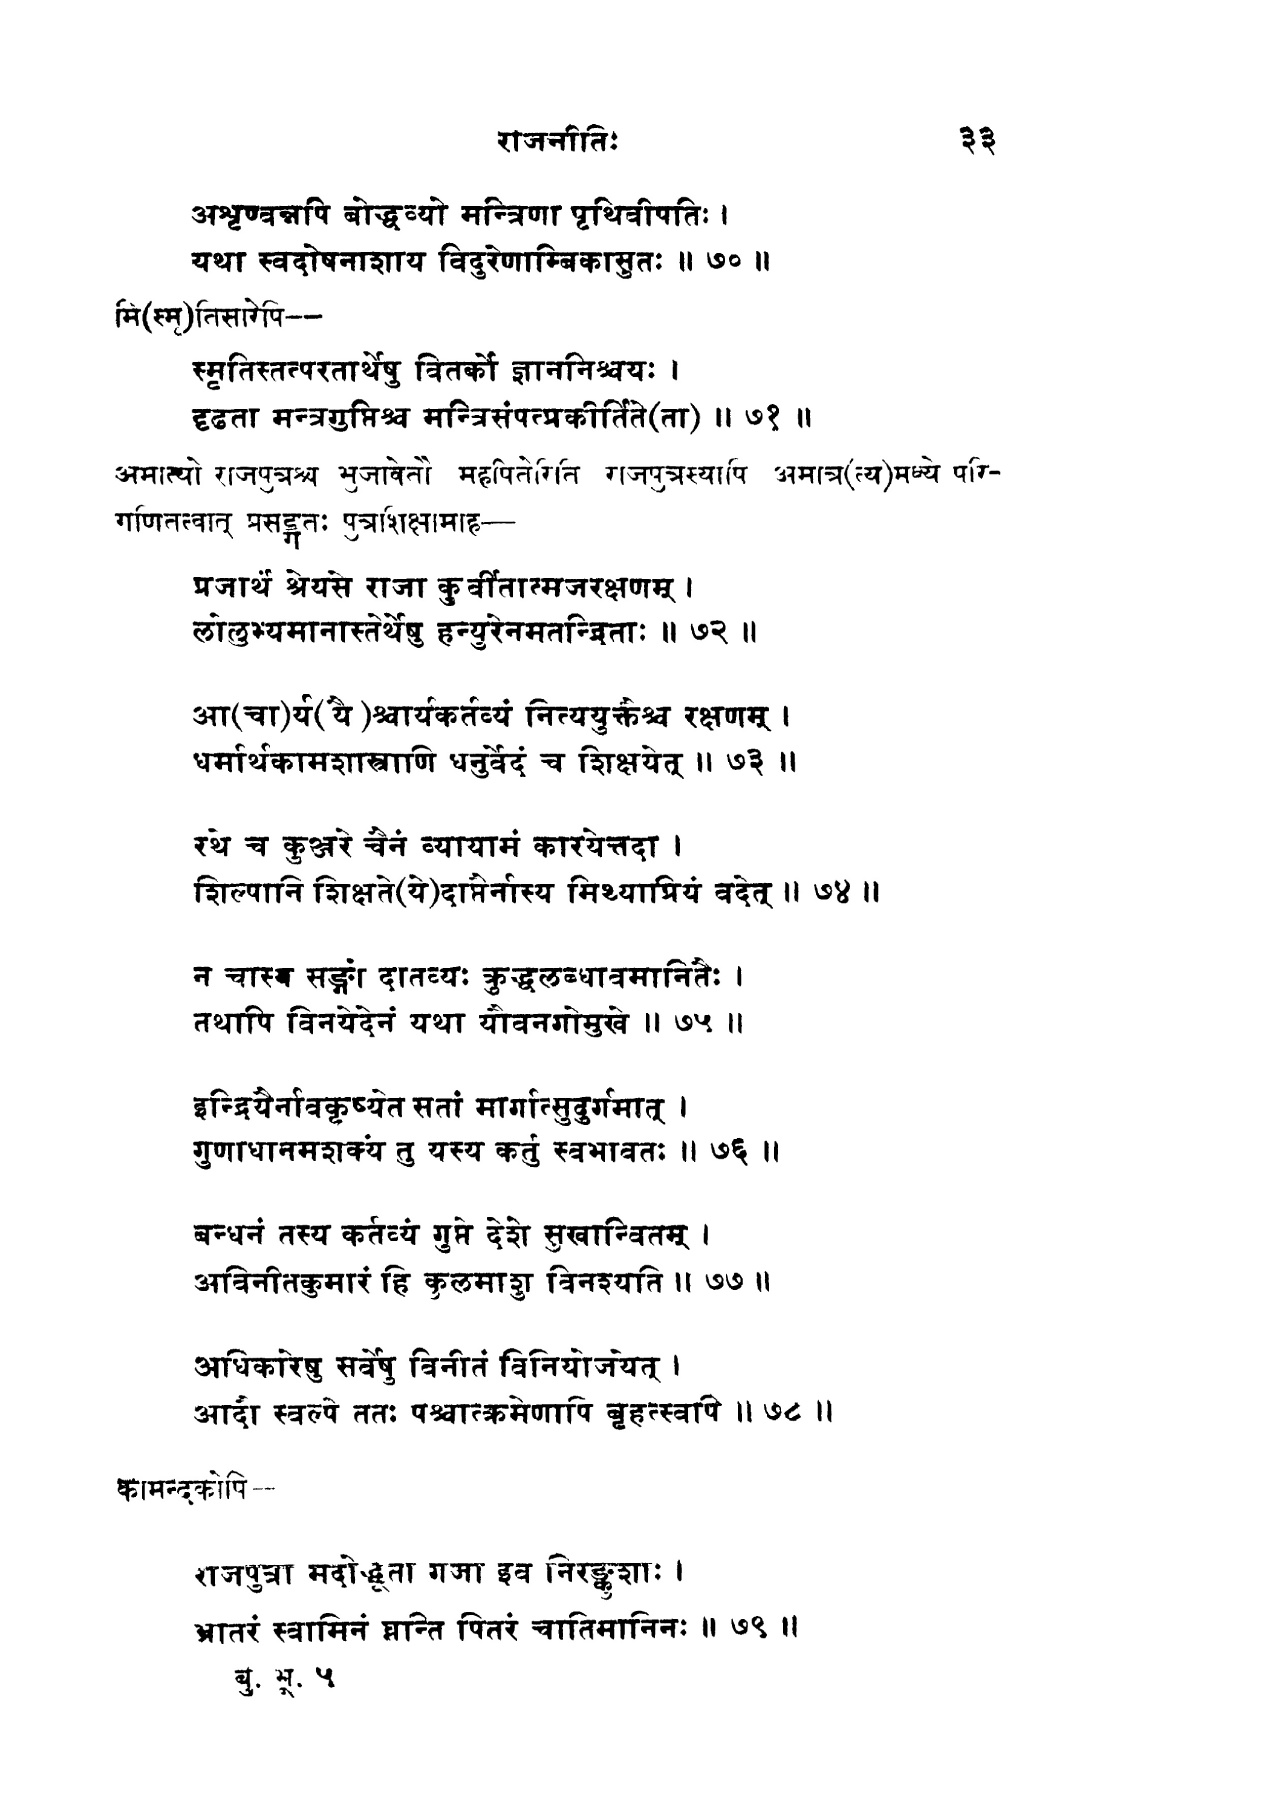 राजनीतिः ३३
अशृण्वन्नपि बोद्धव्यो मन्त्रिणा पृथिवीपतिः ।
यथा स्वदोषनाशाय विदुरेणाम्बिकासुतः ॥ ७० ॥
मि(स्मृ)तिसारेपि--
स्मृतिस्तत्परतार्थेषु वितर्को ज्ञाननिश्चयः ।
दृढता मन्त्रगुप्तिश्च मन्त्रिसंपत्प्रकीर्तिते(ता) ॥ ७१ ॥
अमात्यो राजपुत्रश्च भुजावेतौ महपितेरिति राजपुत्रस्यापि अमात्र(त्य)मध्ये परि-
र्गणितत्वात् प्रसङ्गतः पुत्रशिक्षामाह—
प्रजार्थं श्रेयसे राजा कुर्वीतात्मजरक्षणम् ।
लोलुभ्यमानास्तेर्थेषु हन्युरेनमतन्द्रिताः ॥ ७२ ॥
आ(चा)र्य(र्यै)श्चार्यकर्तव्यं नित्ययुक्तैश्च रक्षणम् ।
धर्मार्थकामशास्त्राणि धनुर्वेदं च शिक्षयेत् ॥ ७३ ॥
रथे च कुञ्जरे चैनं व्यायामं कारयेत्तदा ।
शिल्पानि शिक्षते(ये)दाप्तैर्नास्य मिथ्याप्रियं वदेत् ॥ ७४ ॥
न चास्य सङ्गो दातव्यः क्रुद्धलब्धावमानितैः ।
तथापि विनयेदेनं यथा यौवनगोमुखे ॥ ७५ ॥
इन्द्रियैर्नावकृष्येत सतां मार्गात्सुदुर्गमात् ।
गुणाधानमशक्यं तु यस्य कर्तुं स्वभावतः ॥ ७६ ॥
बन्धनं तस्य कर्तव्यं गुप्ते देशे सुखान्वितम् ।
अविनीतकुमारं हि कुलमाशु विनश्यति ॥ ७७ ॥
अधिकारेषु सर्वेषु विनीतं विनियोजयेत् ।
आदौ स्वल्पे ततः पश्चात्क्रमेणापि बृहत्स्वपि ॥ ७८ ॥
कामन्दकोपि--
राजपुत्रा मदोद्धूता गजा इव निरङ्कुशाः ।
भ्रातरं स्वामिनं घ्नन्ति पितरं चातिमानिनः ॥ ७९ ॥
बु. भू. ५